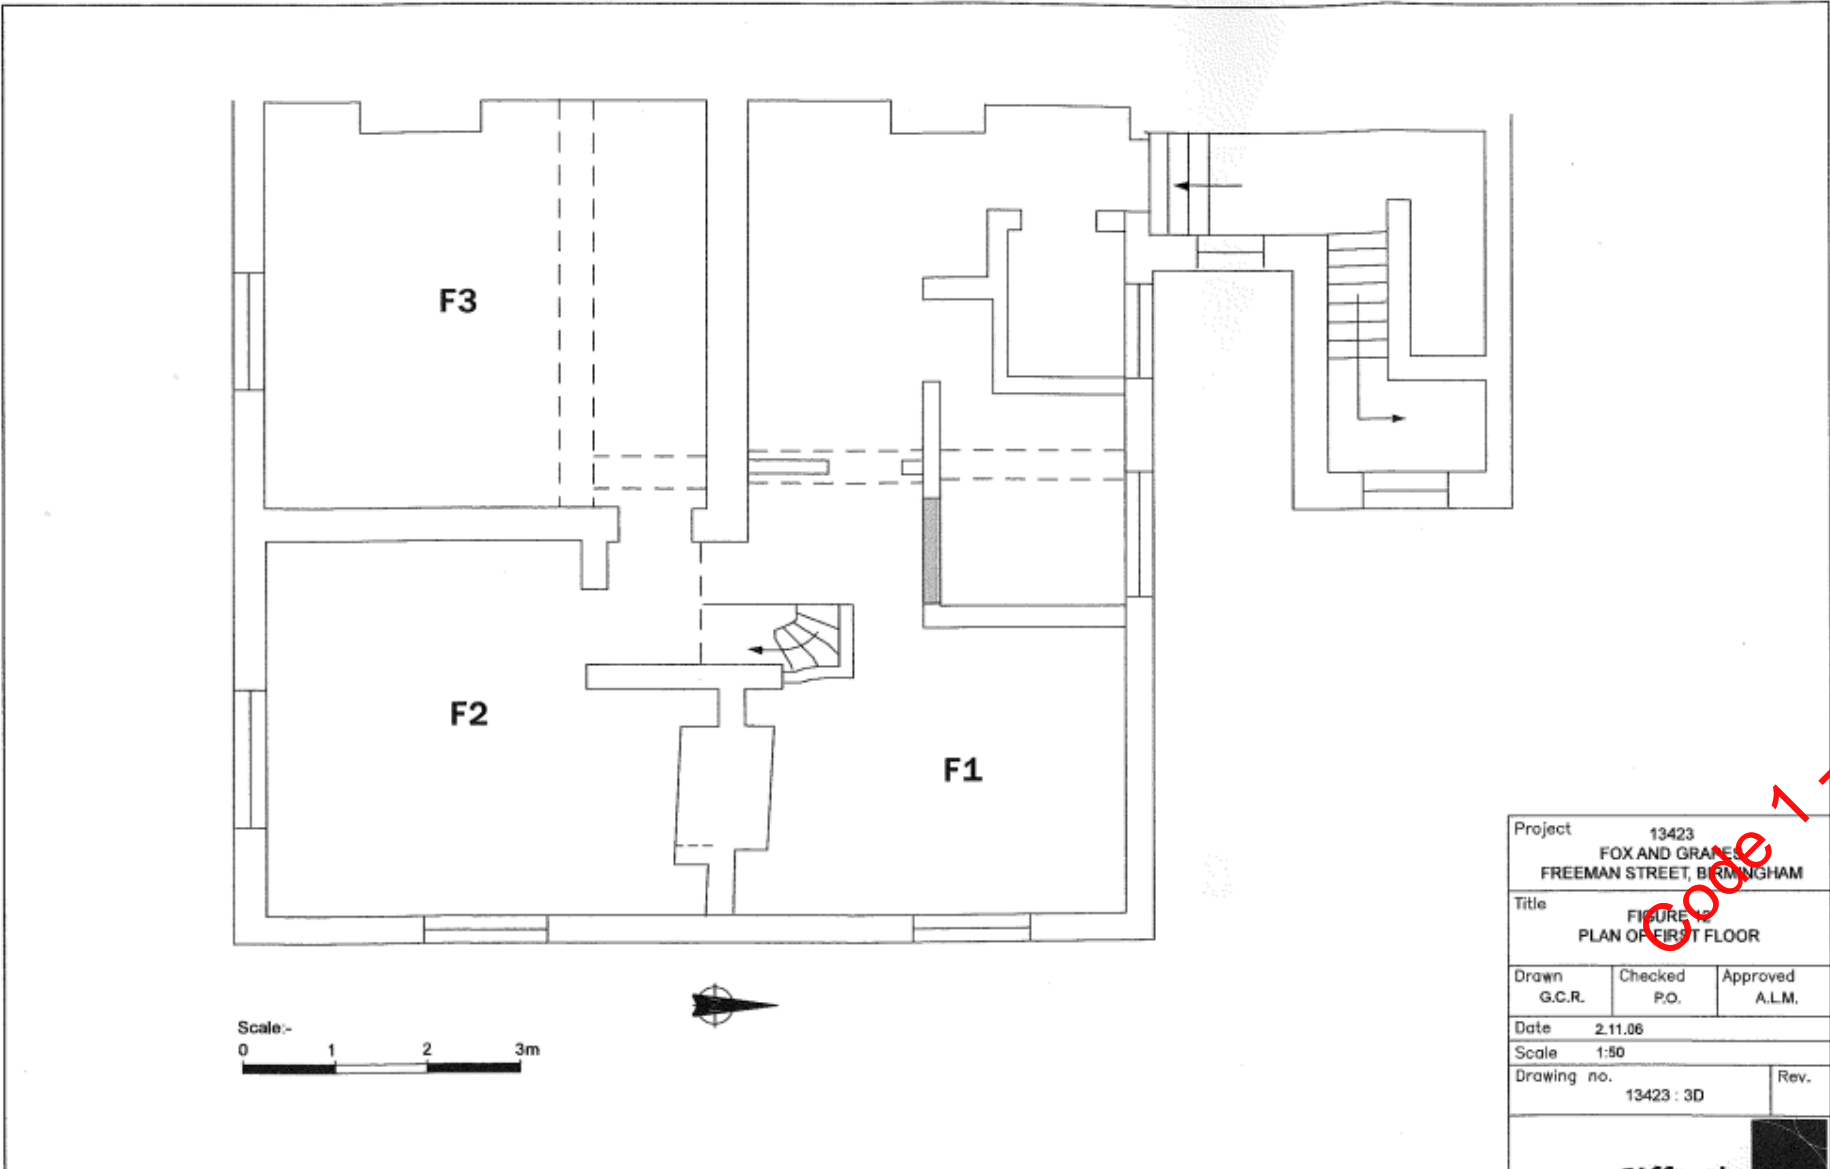 F3
F2
F1
Scale:-
0 1 2 3m
Project 13423
FOX AND GRAPES
FREEMAN STREET, BIRMINGHAM
Title
FIGURE 12
PLAN OF FIRST FLOOR
Drawn Checked Approved
G.C.R. P.O. A.L.M.
Date 2.11.06
Scale 1:50
Drawing no. Rev.
13423 : 3D
Code 1 -